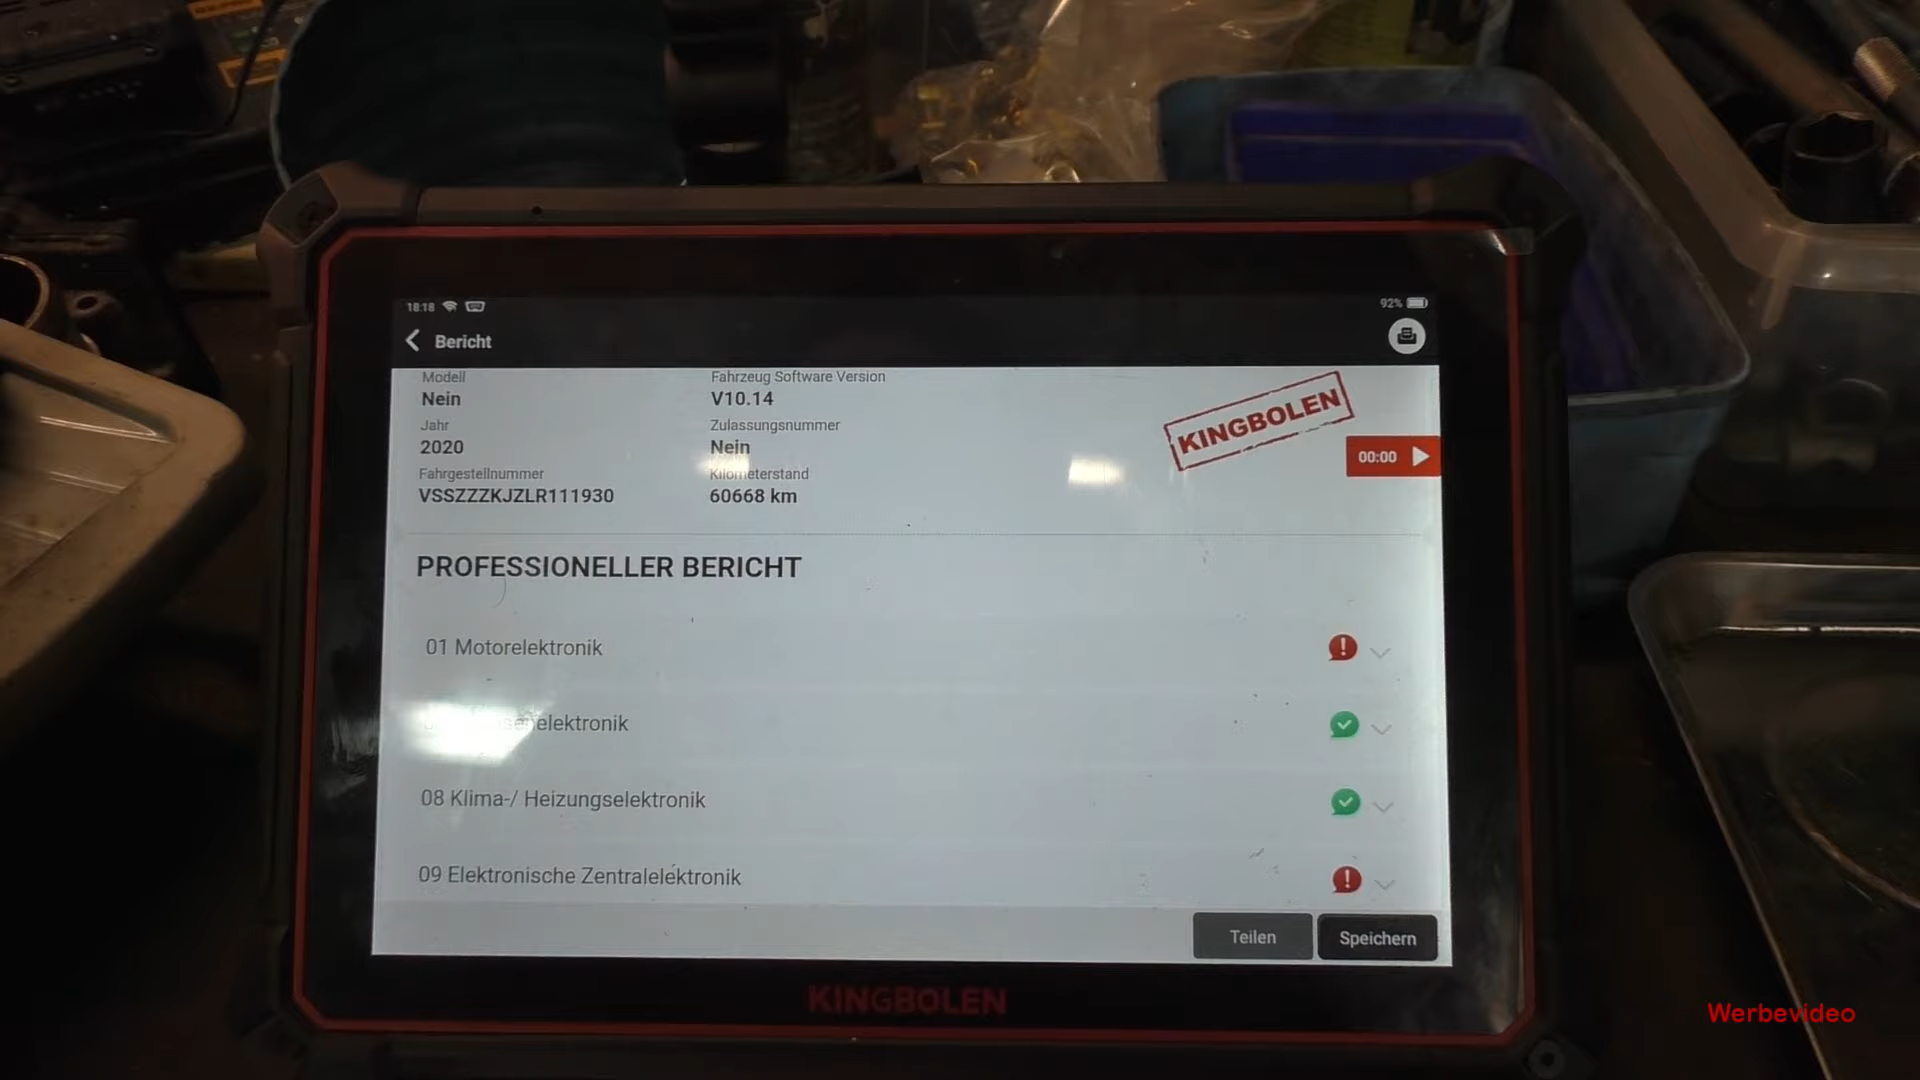 18:18
92%
Bericht
Modell
Nein
Fahrzeug Software Version
V10.14
Jahr
2020
Zulassungsnummer
Nein
Fahrgestellnummer
VSSZZZKJZLR111930
Kilometerstand
60668 km
KINGBOLEN
00:00
PROFESSIONELLER BERICHT
01 Motorelektronik
08 Klima-/ Heizungselektronik
09 Elektronische Zentralelektronik
Teilen
Speichern
KINGBOLEN
Werbevideo